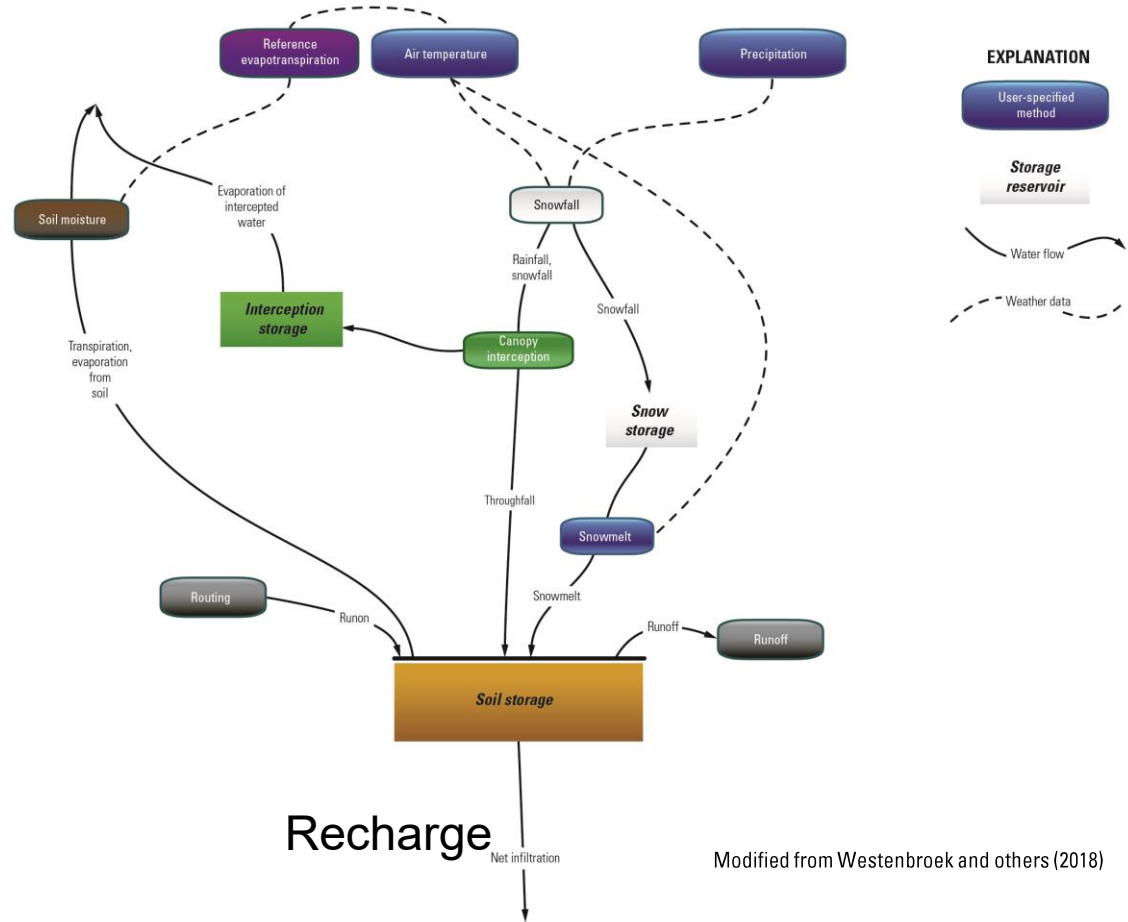 Reference
evapotranspiration
Air temperature
Precipitation
EXPLANATION
User-specified
method
Storage
reservoir
Water flow
Weather data
Soil moisture
Evaporation of
intercepted
water
Snowfall
Rainfall,
snowfall
Snowfall
Interception
storage
Canopy
interception
Transpiration,
evaporation
from
soil
Snow
storage
Throughfall
Snowmelt
Routing
Snowmelt
Runon
Runoff
Runoff
Soil storage
Recharge
Net infiltration
Modified from Westenbroek and others (2018)